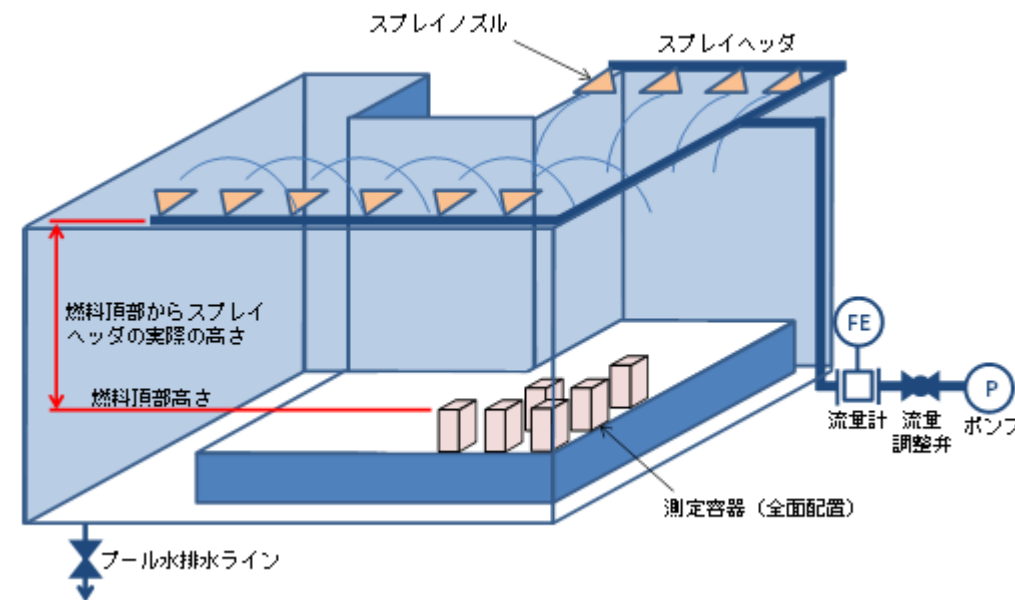 スプレイノズル
スプレイヘッダ
燃料頂部からスプレイ
ヘッダの実際の高さ
燃料頂部高さ
FE
P
流量計
流量
調整弁
ポンプ
測定容器（全面配置）
プール水排水ライン